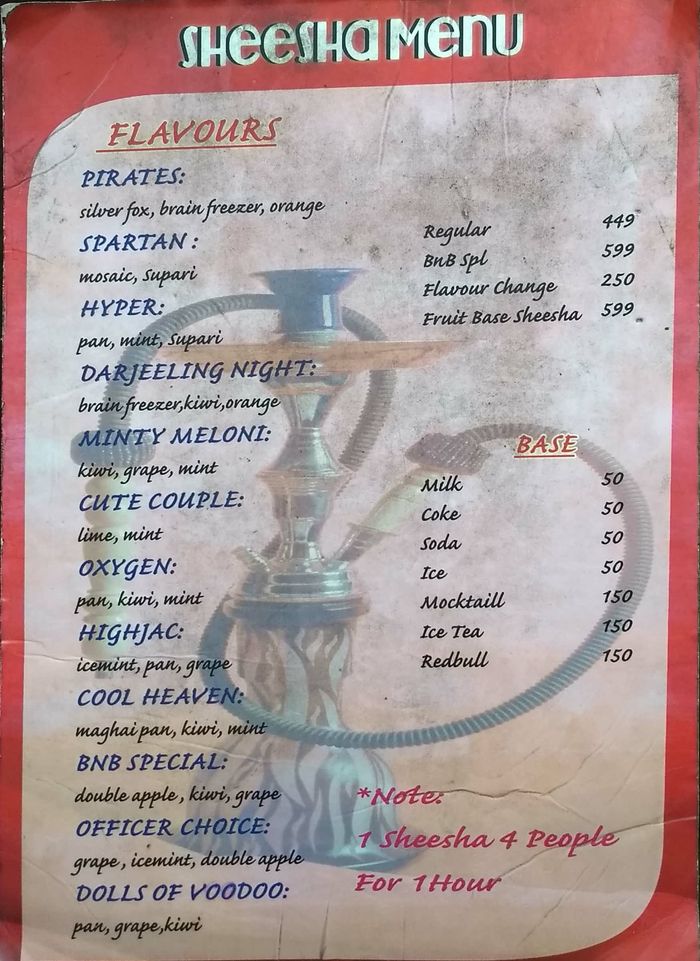 SHEESHA MENU
FLAVOURS
PIRATES:
silver fox, brain freezer, orange
SPARTAN :
mosaic, Supari
HYPER:
pan, mint, Supari
DARJEELING NIGHT:
brain freezer,kiwi,orange
MINTY MELONI:
kiwi, grape, mint
CUTE COUPLE:
lime, mint
OXYGEN:
pan, kiwi, mint
HIGHJAC:
icemint, pan, grape
COOL HEAVEN:
maghai pan, kiwi, mint
BNB SPECIAL:
double apple , kiwi, grape
OFFICER CHOICE:
grape , icemint, double apple
DOLLS OF VOODOO:
pan, grape,kiwi
Regular 449
BnB Spl 599
Flavour Change 250
Fruit Base Sheesha 599
BASE
Milk 50
Coke 50
Soda 50
Ice 50
Mocktaill 150
Ice Tea 150
Redbull 150
*Note:
1 Sheesha 4 People
For 1Hour